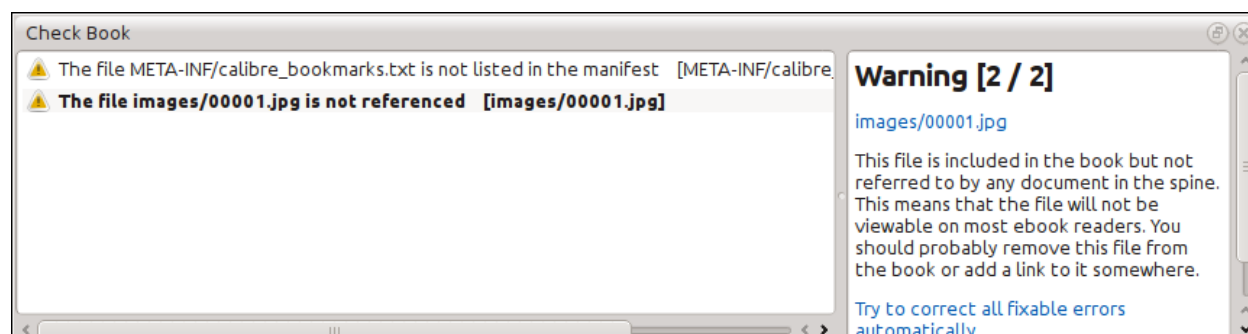 Check Book
The file META-INF/calibre_bookmarks.txt is not listed in the manifest [META-INF/calibre_
The file images/00001.jpg is not referenced [images/00001.jpg]
Warning [2 / 2]
images/00001.jpg
This file is included in the book but not
referred to by any document in the spine.
This means that the file will not be
viewable on most ebook readers. You
should probably remove this file from
the book or add a link to it somewhere.
Try to correct all fixable errors
automatically